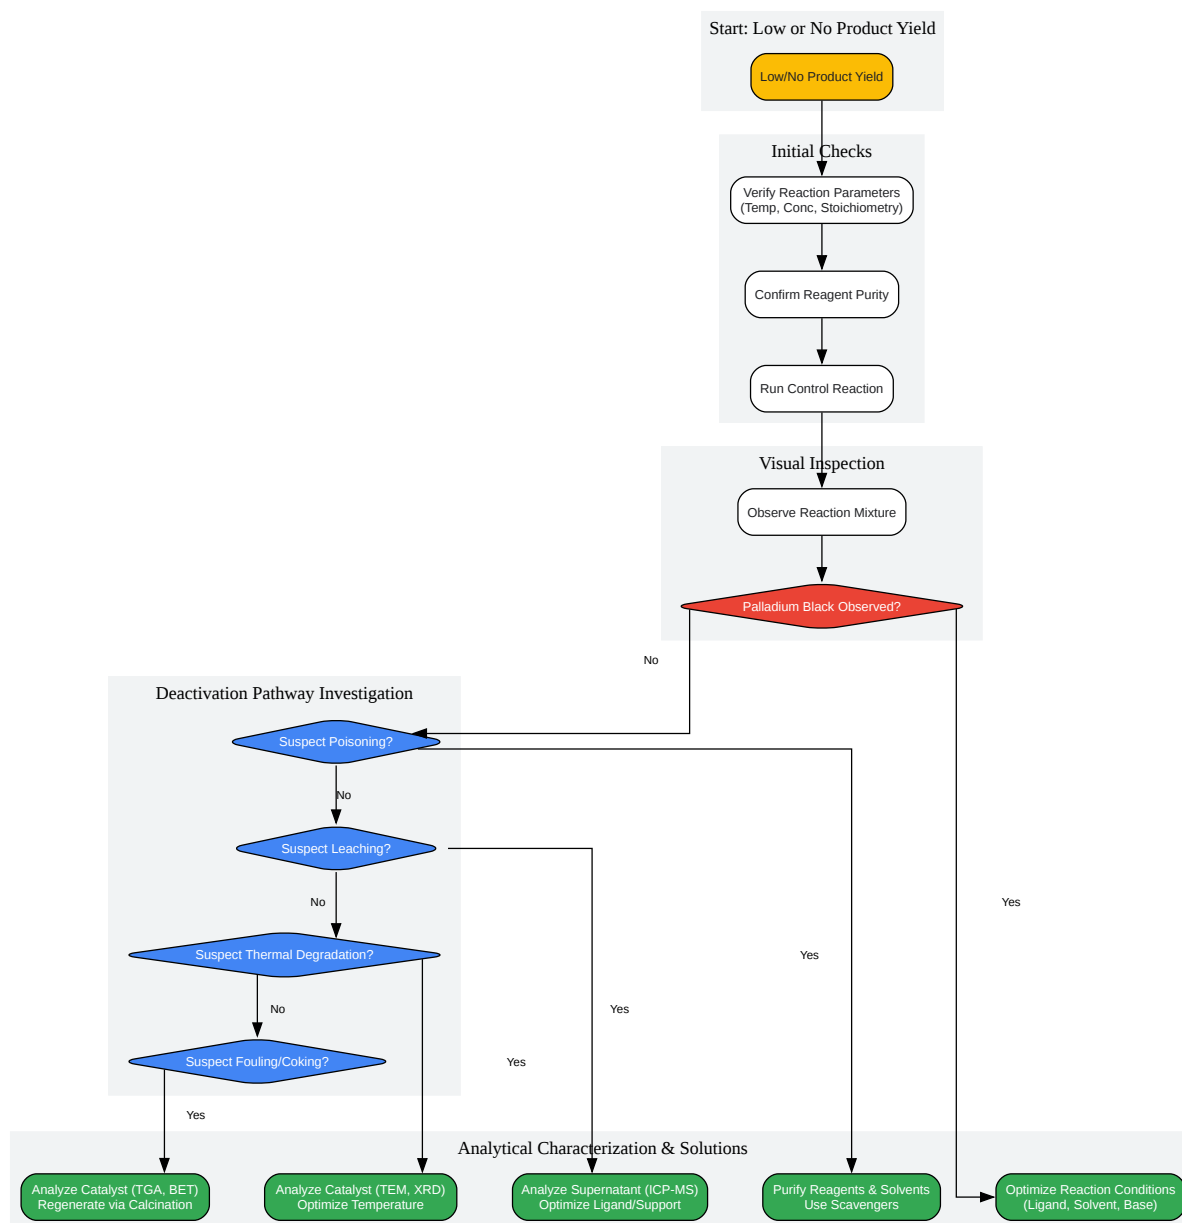 Start: Low or No Product Yield
Low/No Product Yield
Initial Checks
Verify Reaction Parameters
(Temp, Conc, Stoichiometry)
Confirm Reagent Purity
Run Control Reaction
Visual Inspection
Observe Reaction Mixture
Palladium Black Observed?
No
Deactivation Pathway Investigation
Suspect Poisoning?
No
Suspect Leaching?
No
Yes
Suspect Thermal Degradation?
Yes
No
Yes
Suspect Fouling/Coking?
Yes
Yes
Analytical Characterization & Solutions
Analyze Catalyst (TGA, BET)
Regenerate via Calcination
Analyze Catalyst (TEM, XRD)
Optimize Temperature
Analyze Supernatant (ICP-MS)
Optimize Ligand/Support
Purify Reagents & Solvents
Use Scavengers
Optimize Reaction Conditions
(Ligand, Solvent, Base)